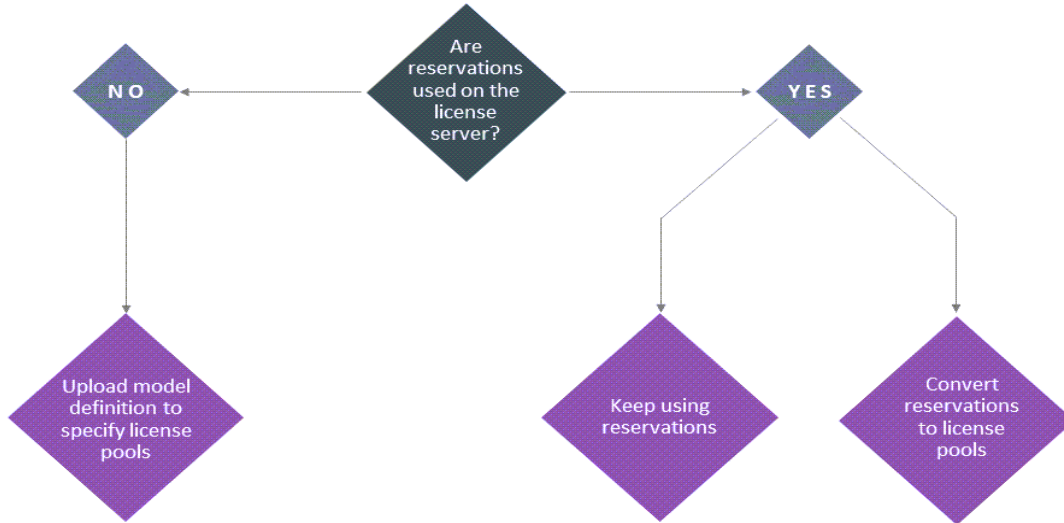 Are
reservations
used on the
license
server?
NO
YES
Upload model
definition to
specify license
pools
Keep using
reservations
Convert
reservations
to license
pools